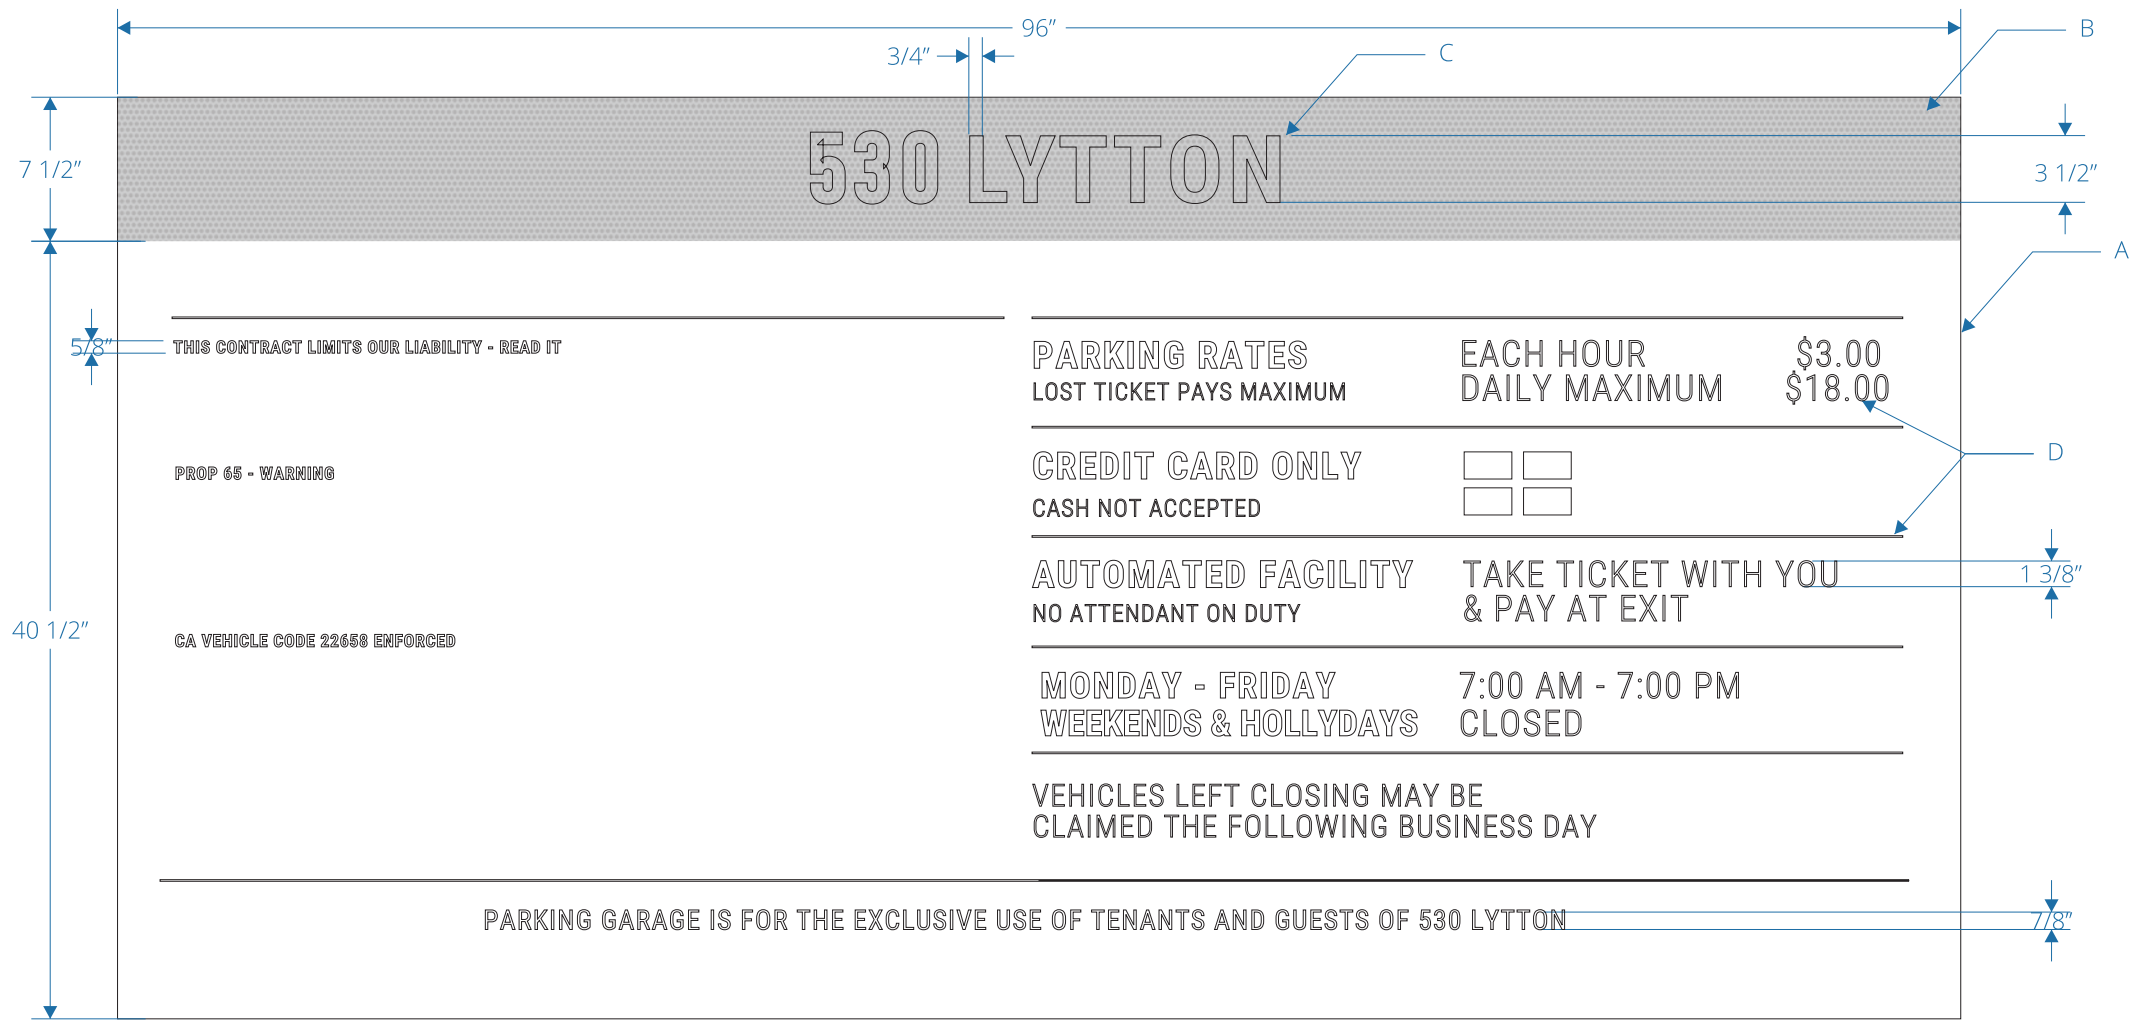 96”
B
3/4”
C
530 LYTTON
7 1/2”
3 1/2”
A
5/8”
THIS CONTRACT LIMITS OUR LIABILITY - READ IT
PARKING RATES
LOST TICKET PAYS MAXIMUM
EACH HOUR $3.00
DAILY MAXIMUM $18.00
D
PROP 65 - WARNING
CREDIT CARD ONLY
CASH NOT ACCEPTED
AUTOMATED FACILITY
NO ATTENDANT ON DUTY
TAKE TICKET WITH YOU
& PAY AT EXIT
1 3/8”
40 1/2”
CA VEHICLE CODE 22658 ENFORCED
MONDAY - FRIDAY 7:00 AM - 7:00 PM
WEEKENDS & HOLLYDAYS CLOSED
VEHICLES LEFT CLOSING MAY BE
CLAIMED THE FOLLOWING BUSINESS DAY
PARKING GARAGE IS FOR THE EXCLUSIVE USE OF TENANTS AND GUESTS OF 530 LYTTON
7/8”